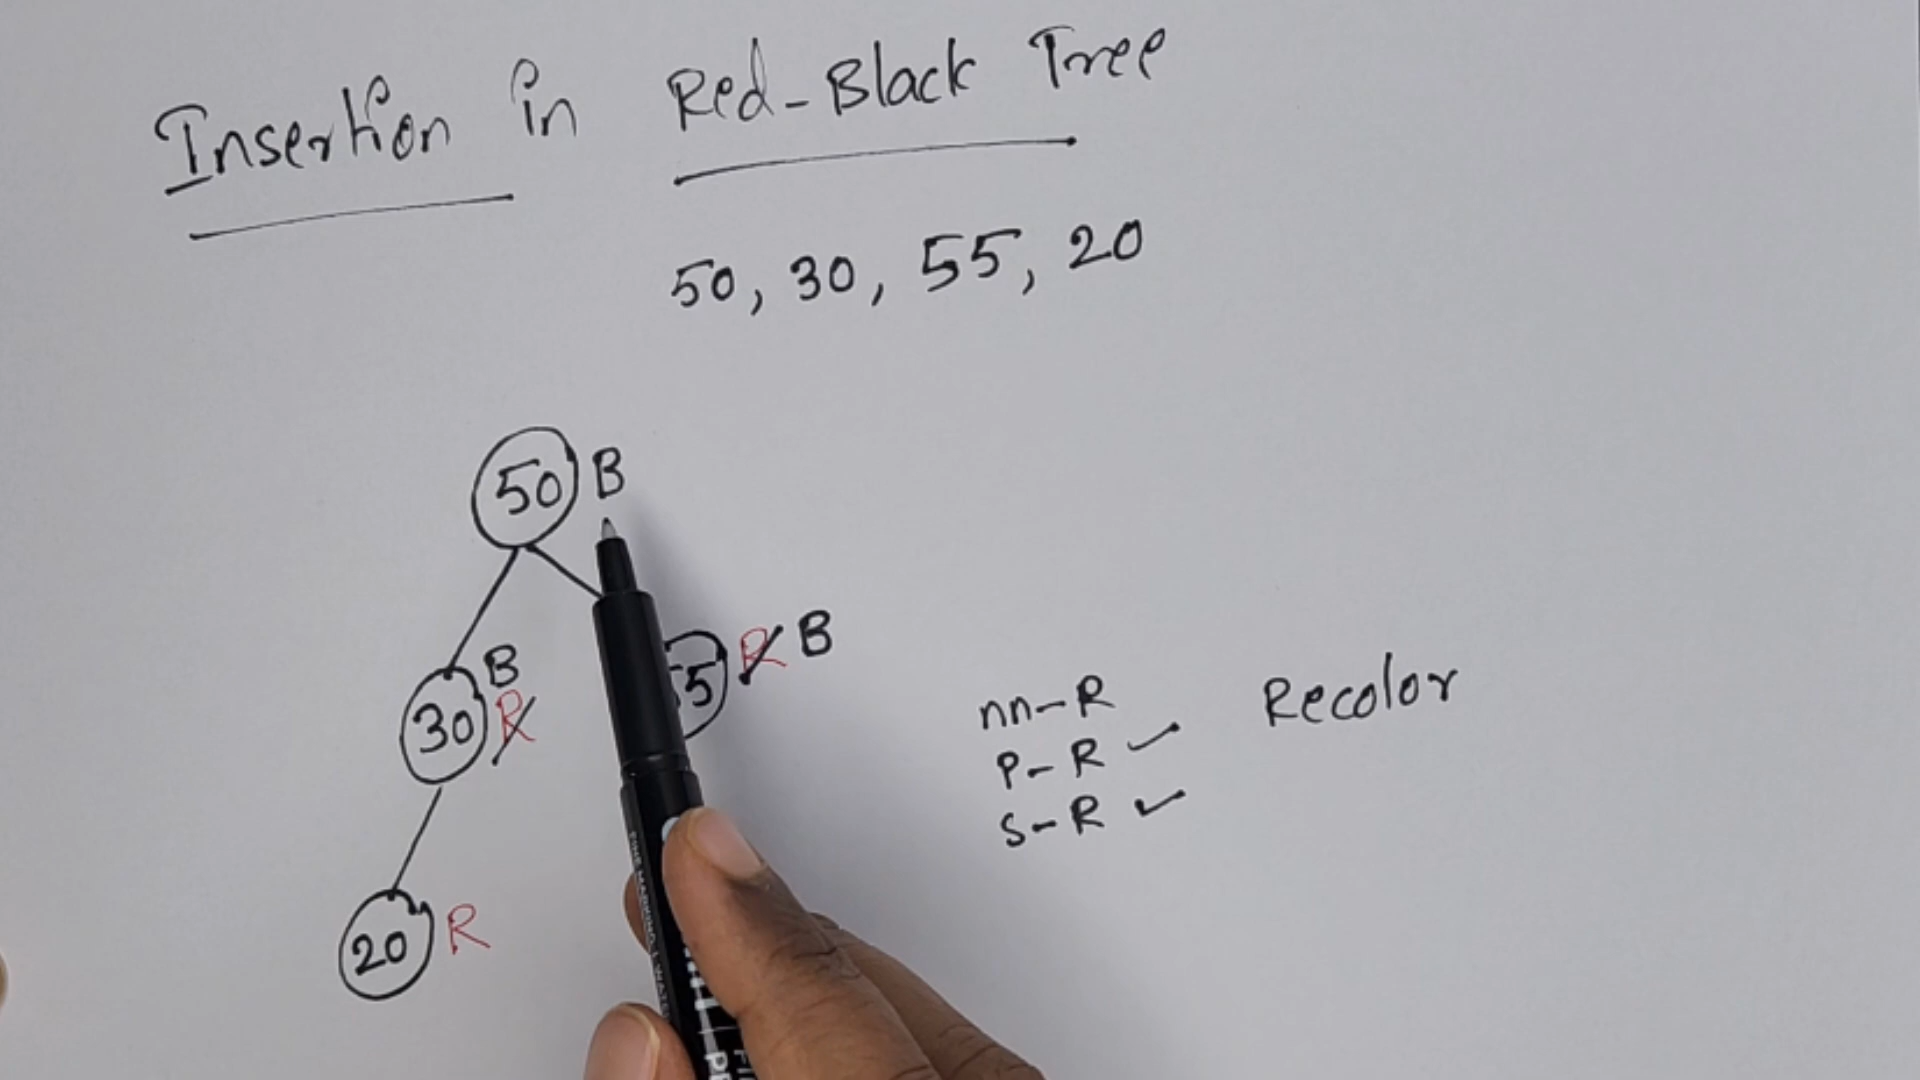 Insertion in Red-Black Tree
50, 30, 55, 20
50 B
B
30 R
R B
20 R
nn-R Recolor
P-R ✓
S-R ✓